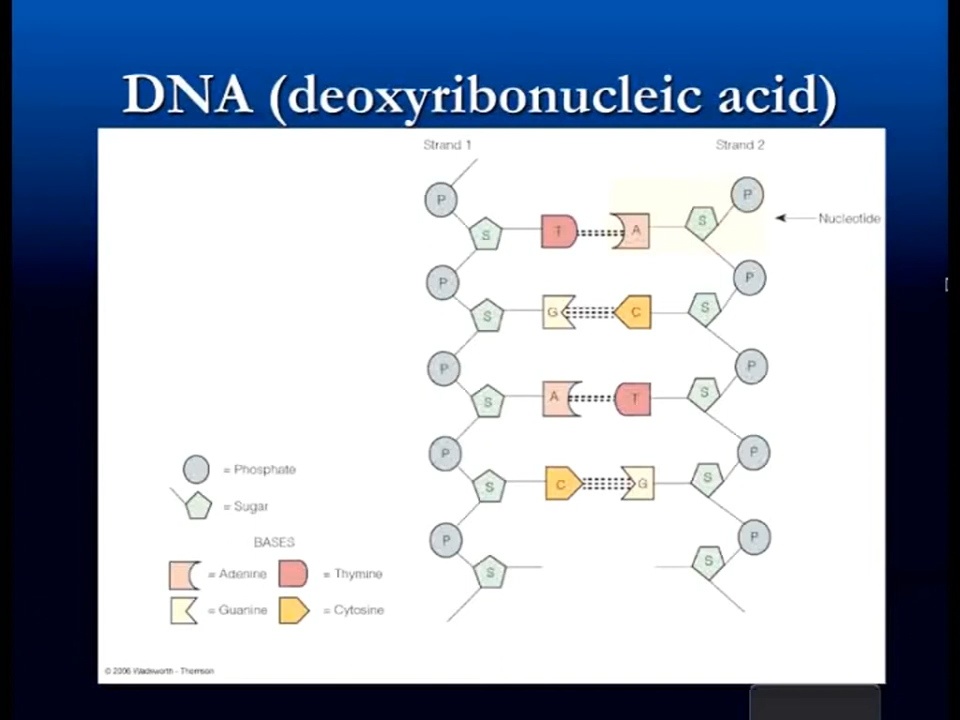 DNA (deoxyribonucleic acid)
Strand 1 Strand 2
P P
S T A S Nucleotide
P P
S G C S
P P
S A T S
P P
= Phosphate
S C G S
= Sugar
P P
BASES
S S
= Adenine = Thymine
= Guanine = Cytosine
© 2006 Wadsworth - Thomson